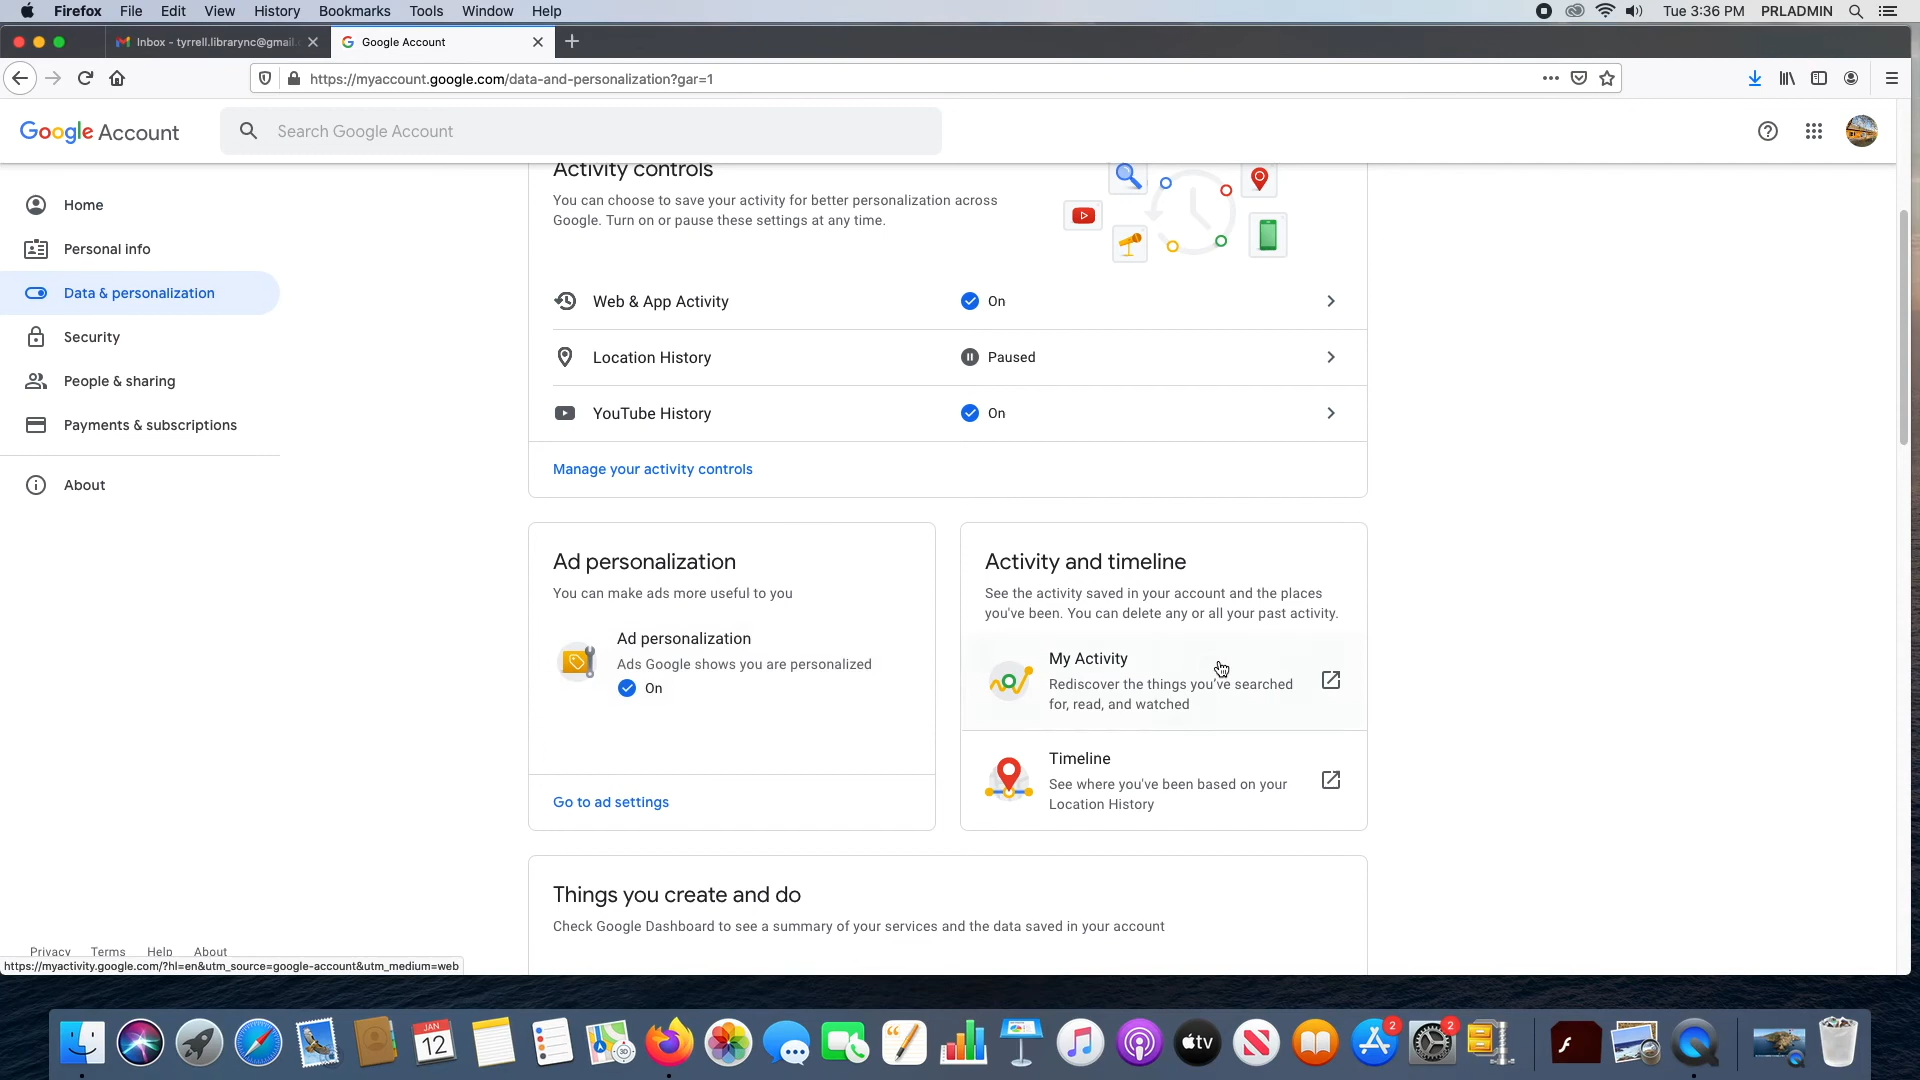 Firefox File Edit View History Bookmarks Tools Window Help Tue 3:36 PM PRLADMIN
Inbox - tyrrell.librarync@gmail. Google Account
https://myaccount.google.com/data-and-personalization?gar=1
Google Account Search Google Account
Home
Personal info
Data & personalization
Security
People & sharing
Payments & subscriptions
About
Activity controls
You can choose to save your activity for better personalization across
Google. Turn on or pause these settings at any time.
Web & App Activity On
Location History Paused
YouTube History On
Manage your activity controls
Ad personalization
You can make ads more useful to you
Ad personalization
Ads Google shows you are personalized
On
Go to ad settings
Activity and timeline
See the activity saved in your account and the places
you've been. You can delete any or all your past activity.
My Activity
Rediscover the things you've searched
for, read, and watched
Timeline
See where you've been based on your
Location History
Things you create and do
Check Google Dashboard to see a summary of your services and the data saved in your account
Privacy Terms Help About
https://myactivity.google.com/?hl=en&utm_source=google-account&utm_medium=web
JAN
12
3D
tv
2
2